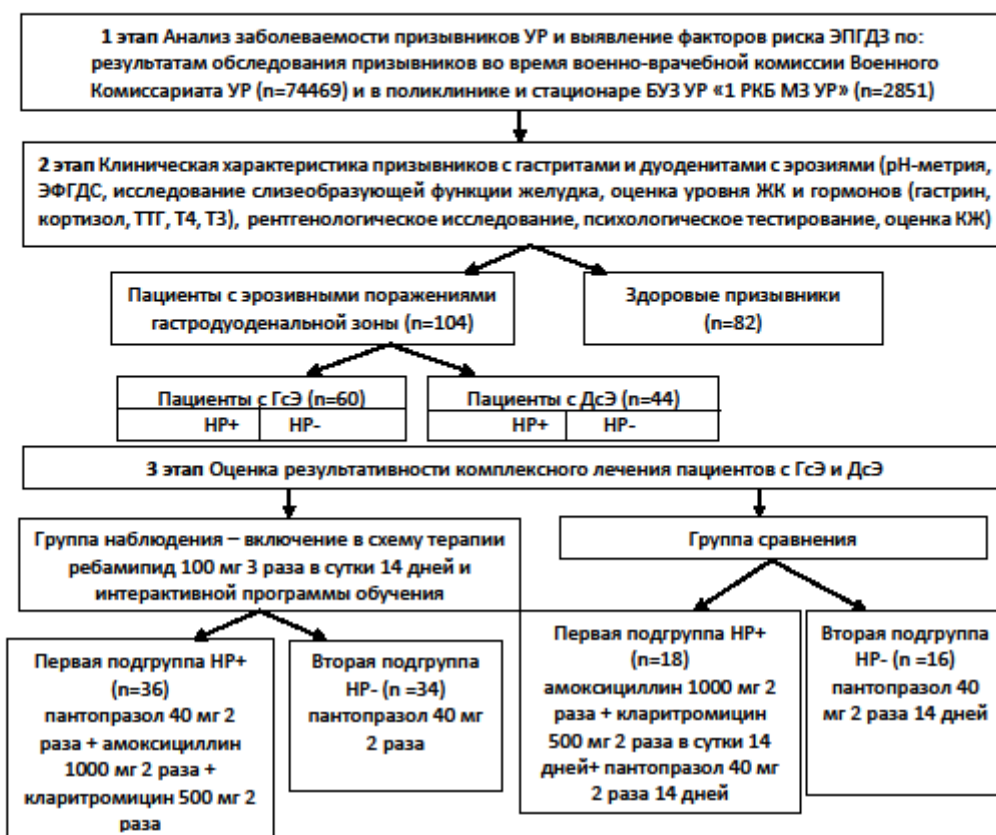 1 этап Анализ заболеваемости призывников УР и выявление факторов риска ЭПГДЗ по:
результатам обследования призывников во время военно-врачебной комиссии Военного
Комиссариата УР (n=74469) и в поликлинике и стационаре БУЗ УР «1 РКБ МЗ УР» (n=2851)
2 этап Клиническая характеристика призывников с гастритами и дуоденитами с эрозиями (рН-метрия,
ЭФГДС, исследование слизеобразующей функции желудка, оценка уровня ЖК и гормонов (гастрин,
кортизол, ТТГ, Т4, Т3), рентгенологическое исследование, психологическое тестирование, оценка КЖ)
Пациенты с эрозивными поражениями
гастродуоденальной зоны (n=104)
Здоровые призывники
(n=82)
Пациенты с ГсЭ (n=60)
HP+ HP-
Пациенты с ДсЭ (n=44)
HP+ HP-
3 этап Оценка результативности комплексного лечения пациентов с ГсЭ и ДсЭ
Группа наблюдения – включение в схему терапии
ребамипид 100 мг 3 раза в сутки 14 дней и
интерактивной программы обучения
Группа сравнения
Первая подгруппа HP+
(n=36)
пантопразол 40 мг 2
раза + амоксициллин
1000 мг 2 раза +
кларитромицин 500 мг 2
раза
Вторая подгруппа
HP- (n =34)
пантопразол 40 мг
2 раза
Первая подгруппа HP+
(n=18)
амоксициллин 1000 мг 2
раза + кларитромицин
500 мг 2 раза в сутки 14
дней+ пантопразол 40 мг
2 раза 14 дней
Вторая подгруппа
HP- (n =16)
пантопразол 40
мг 2 раза 14 дней